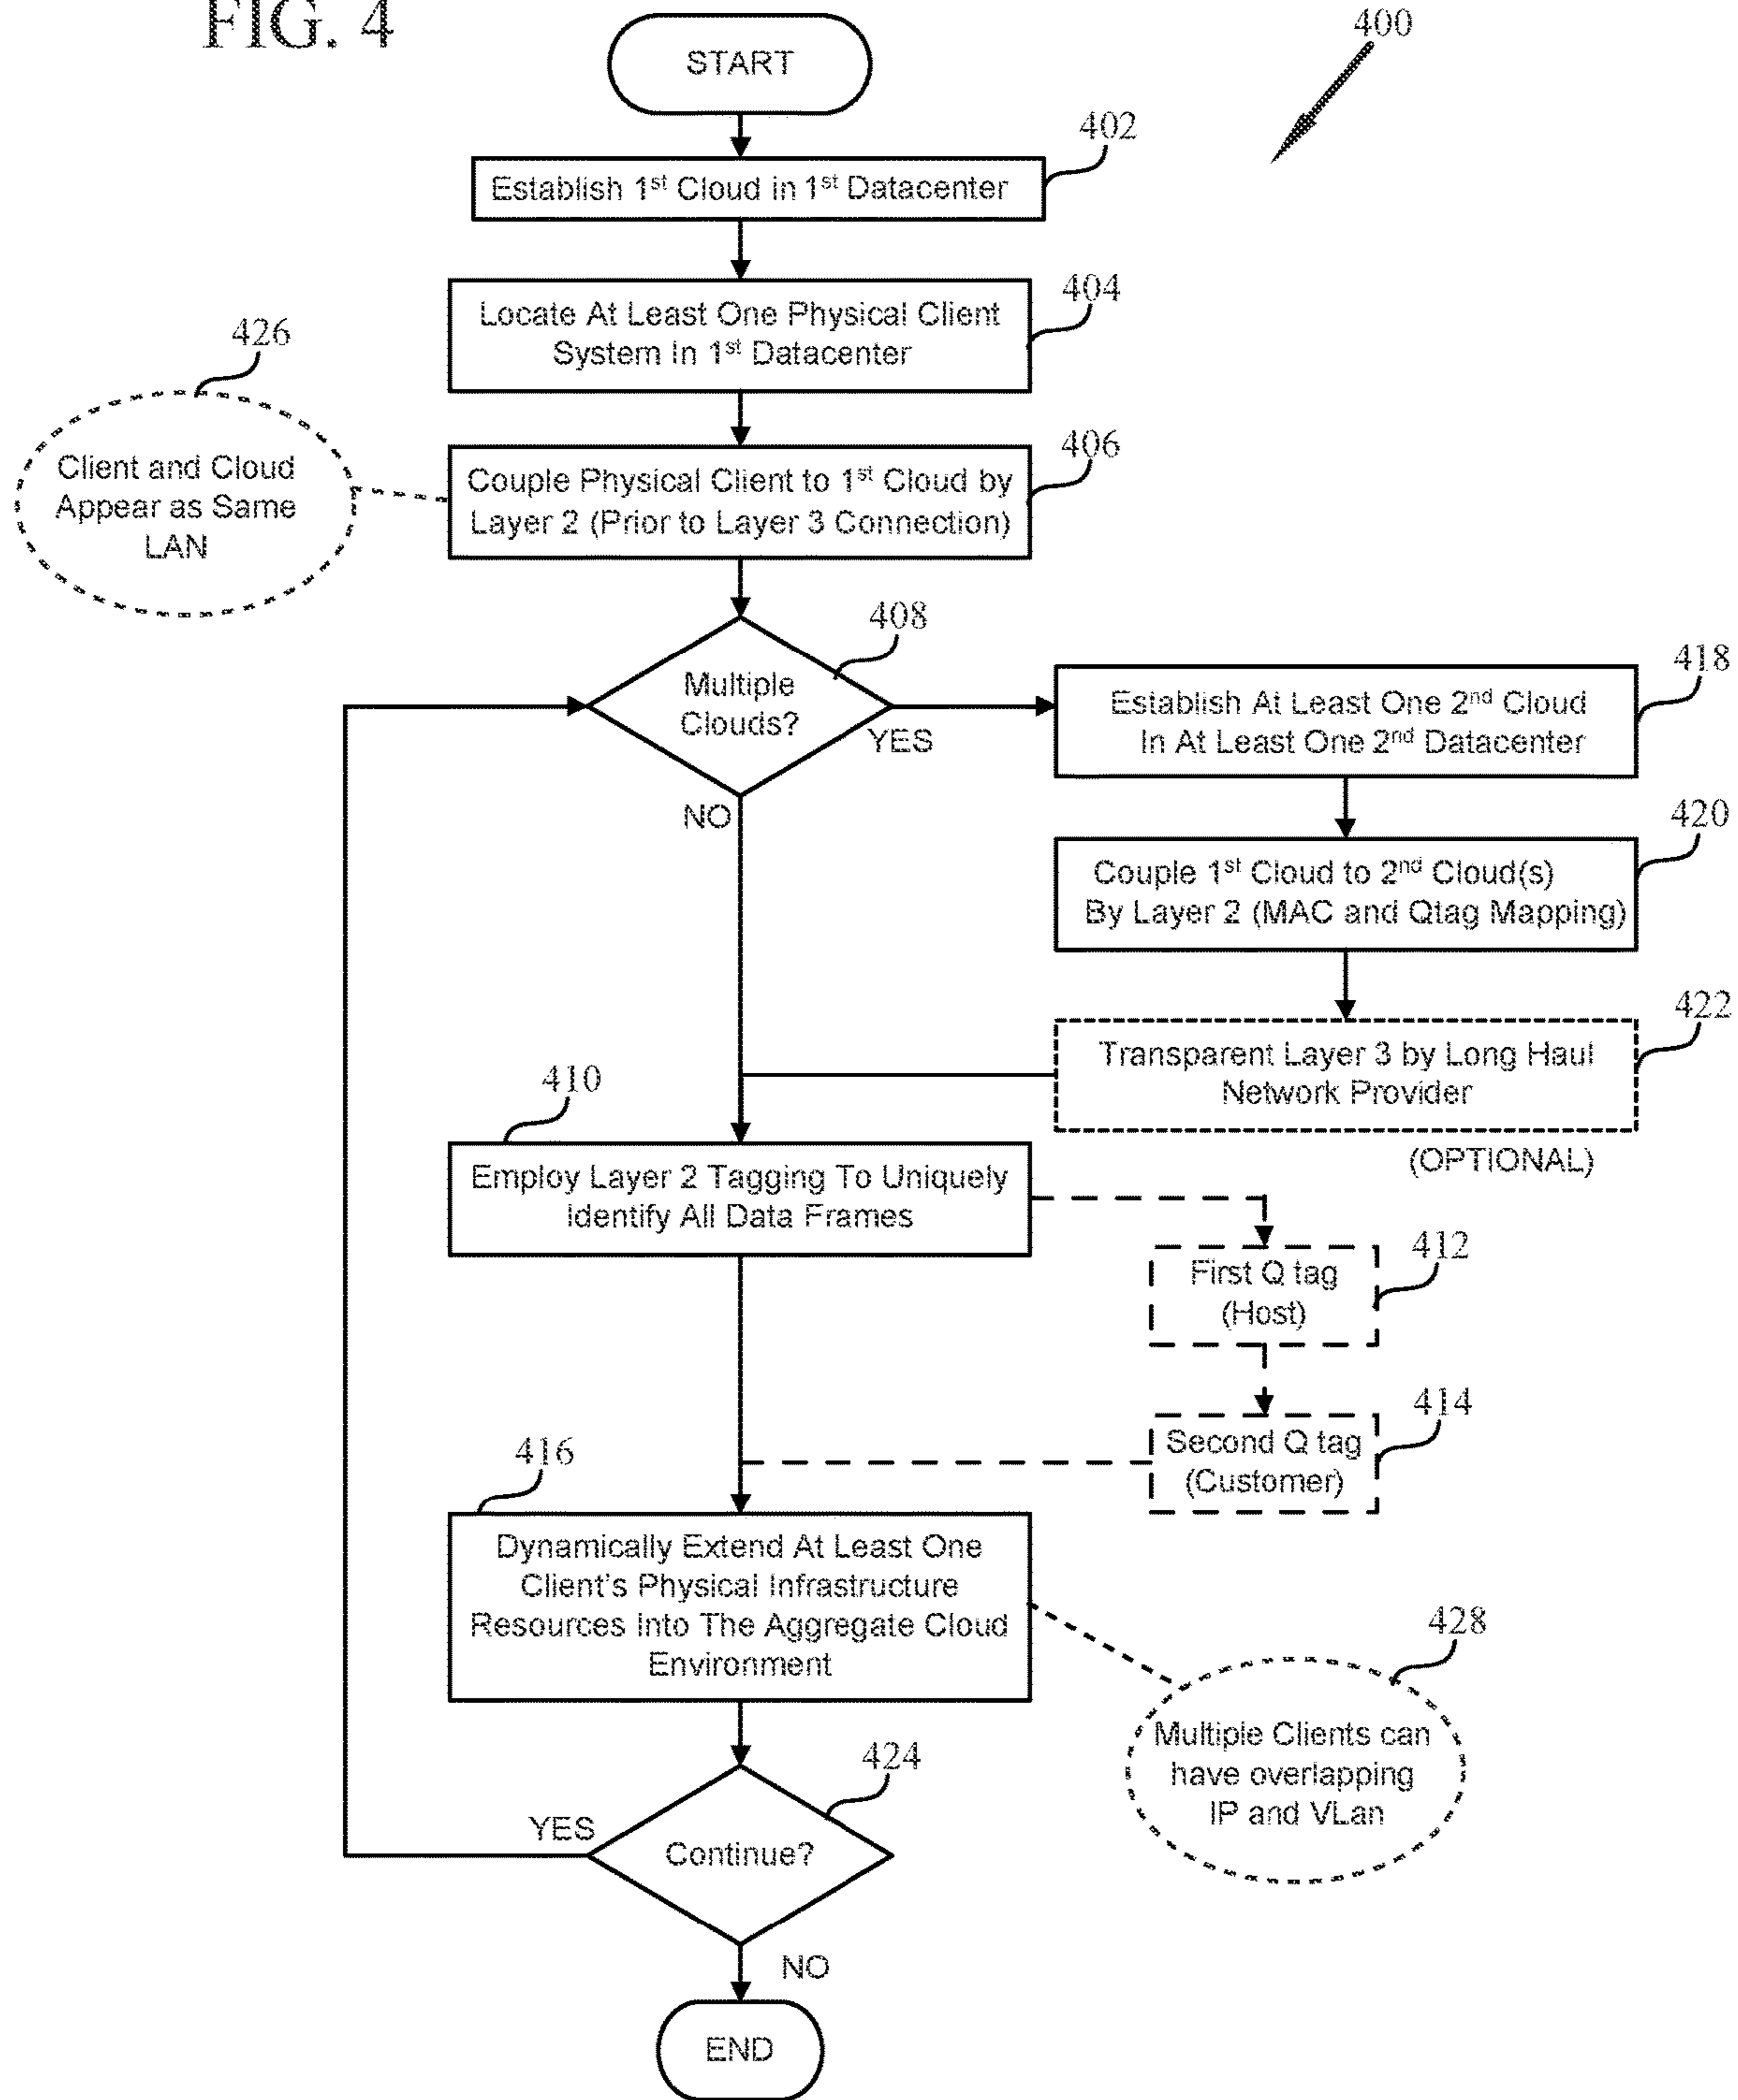 FIG. 4
400
START
402
Establish 1st Cloud in 1st Datacenter
404
Locate At Least One Physical Client
System In 1st Datacenter
426
Client and Cloud
Appear as Same
LAN
406
Couple Physical Client to 1st Cloud by
Layer 2 (Prior to Layer 3 Connection)
408
Multiple
Clouds?
YES
NO
418
Establish At Least One 2nd Cloud
In At Least One 2nd Datacenter
420
Couple 1st Cloud to 2nd Cloud(s)
By Layer 2 (MAC and Qtag Mapping)
422
Transparent Layer 3 by Long Haul
Network Provider
(OPTIONAL)
410
Employ Layer 2 Tagging To Uniquely
Identify All Data Frames
412
First Q tag
(Host)
414
Second Q tag
(Customer)
416
Dynamically Extend At Least One
Client's Physical Infrastructure
Resources Into The Aggregate Cloud
Environment
428
Multiple Clients can
have overlapping
IP and VLan
424
Continue?
YES
NO
END